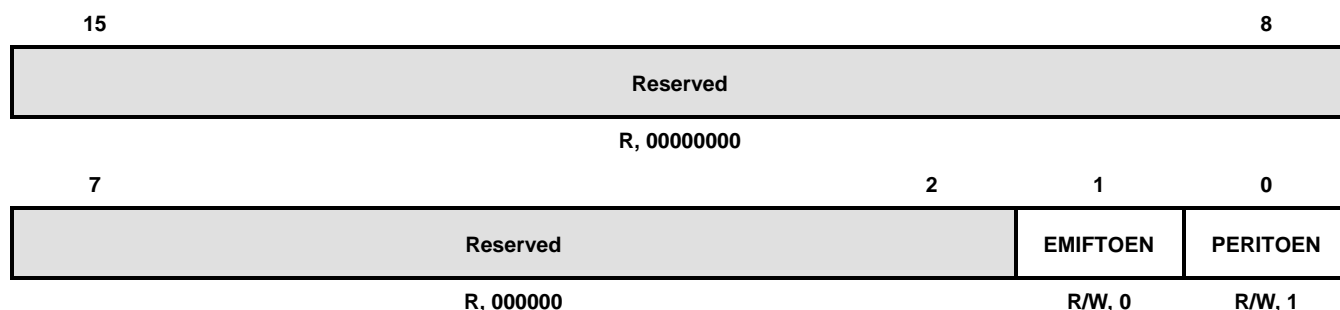 15 8
Reserved
R, 00000000
7 2 1 0
Reserved EMIFTOEN PERITOEN
R, 000000 R/W, 0 R/W, 1